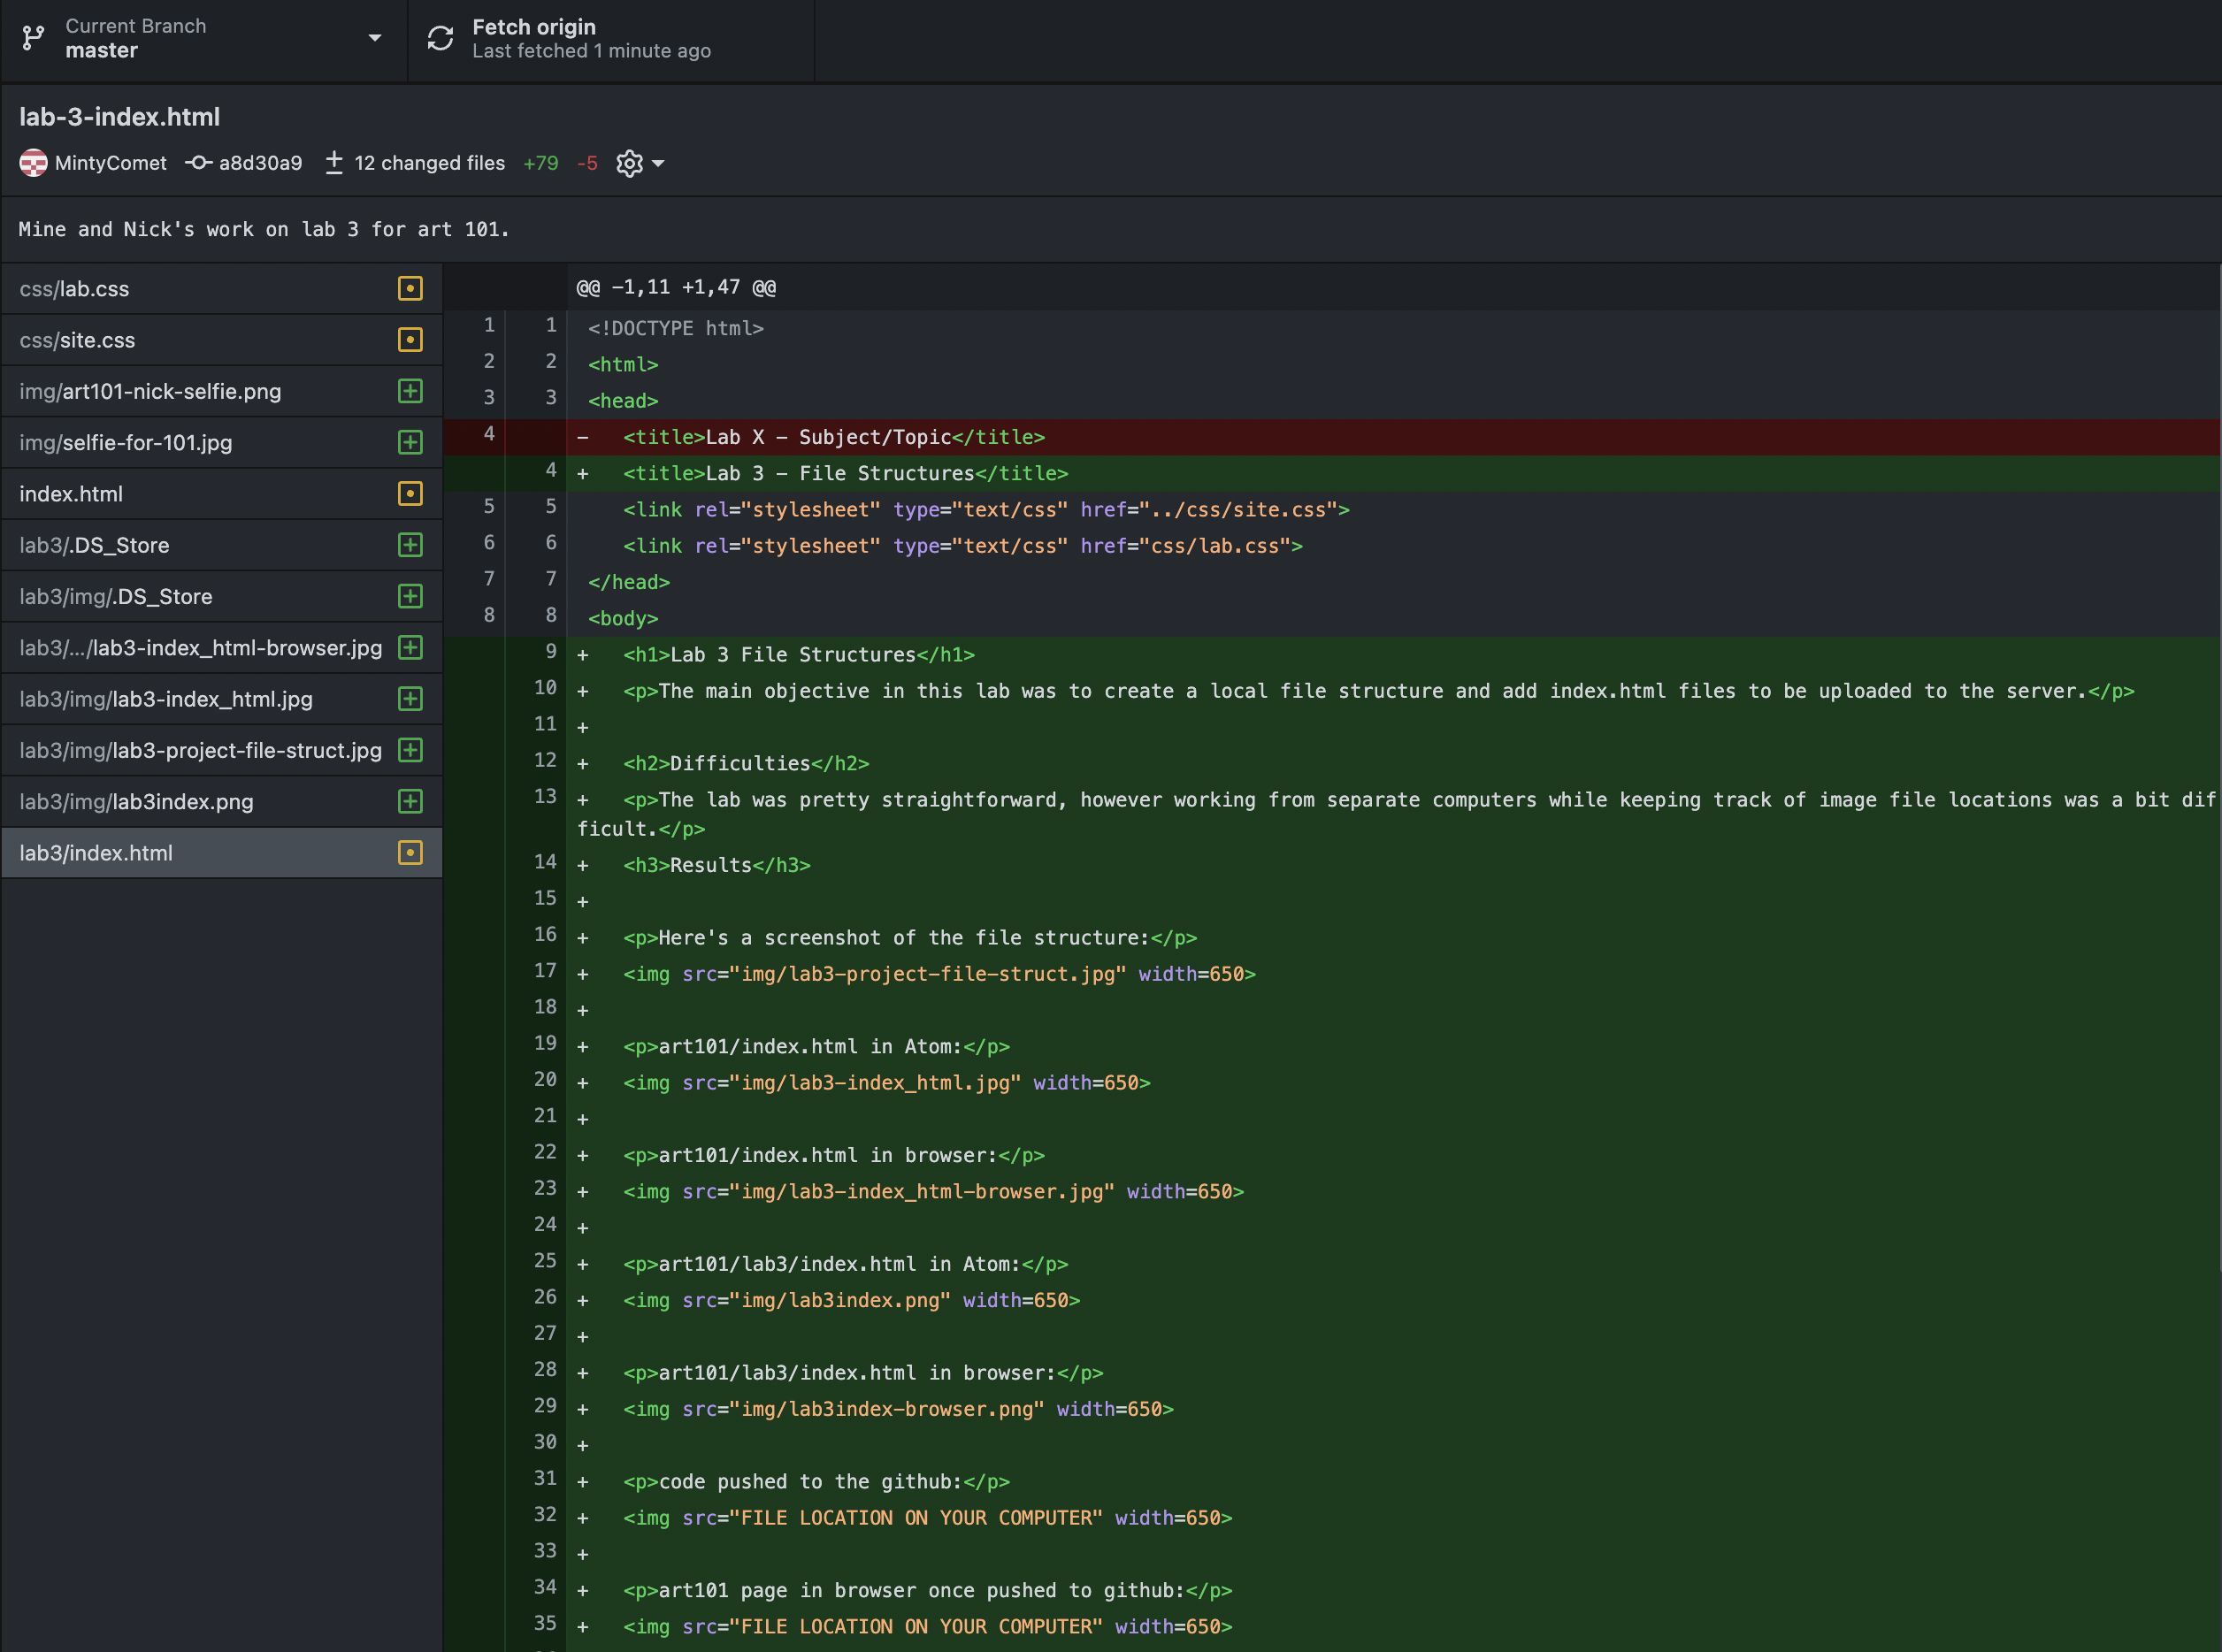 Current Branch
master
Fetch origin
Last fetched 1 minute ago
lab-3-index.html
MintyComet a8d30a9 12 changed files +79 -5
Mine and Nick's work on lab 3 for art 101.
css/lab.css
css/site.css
img/art101-nick-selfie.png
img/selfie-for-101.jpg
index.html
lab3/.DS_Store
lab3/img/.DS_Store
lab3/.../lab3-index_html-browser.jpg
lab3/img/lab3-index_html.jpg
lab3/img/lab3-project-file-struct.jpg
lab3/img/lab3index.png
lab3/index.html
@@ -1,11 +1,47 @@
1 1 <!DOCTYPE html>
2 2 <html>
3 3 <head>
4 - <title>Lab X - Subject/Topic</title>
4 + <title>Lab 3 - File Structures</title>
5 5 <link rel="stylesheet" type="text/css" href="../css/site.css">
6 6 <link rel="stylesheet" type="text/css" href="css/lab.css">
7 7 </head>
8 8 <body>
9 + <h1>Lab 3 File Structures</h1>
10 + <p>The main objective in this lab was to create a local file structure and add index.html files to be uploaded to the server.</p>
11 +
12 + <h2>Difficulties</h2>
13 + <p>The lab was pretty straightforward, however working from separate computers while keeping track of image file locations was a bit dif
ficult.</p>
14 + <h3>Results</h3>
15 +
16 + <p>Here's a screenshot of the file structure:</p>
17 + <img src="img/lab3-project-file-struct.jpg" width=650>
18 +
19 + <p>art101/index.html in Atom:</p>
20 + <img src="img/lab3-index_html.jpg" width=650>
21 +
22 + <p>art101/index.html in browser:</p>
23 + <img src="img/lab3-index_html-browser.jpg" width=650>
24 +
25 + <p>art101/lab3/index.html in Atom:</p>
26 + <img src="img/lab3index.png" width=650>
27 +
28 + <p>art101/lab3/index.html in browser:</p>
29 + <img src="img/lab3index-browser.png" width=650>
30 +
31 + <p>code pushed to the github:</p>
32 + <img src="FILE LOCATION ON YOUR COMPUTER" width=650>
33 +
34 + <p>art101 page in browser once pushed to github:</p>
35 + <img src="FILE LOCATION ON YOUR COMPUTER" width=650>